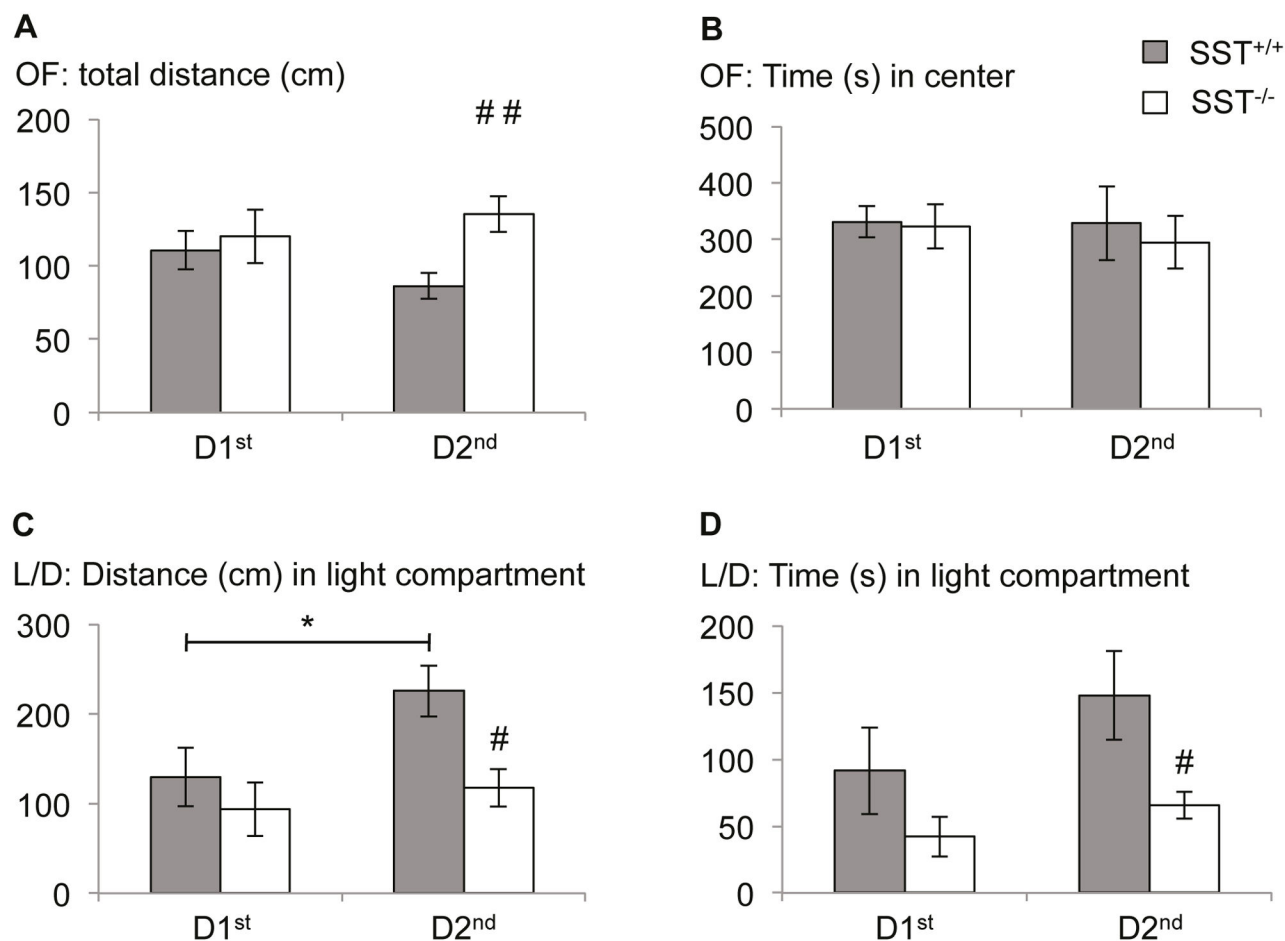 A
OF: total distance (cm)
200
150
100
50
0
# #
D1st
D2nd
B
OF: Time (s) in center
SST+/+
SST-/-
500
400
300
200
100
0
D1st
D2nd
C
L/D: Distance (cm) in light compartment
300
200
100
0
*
#
D1st
D2nd
D
L/D: Time (s) in light compartment
200
150
100
50
0
#
D1st
D2nd